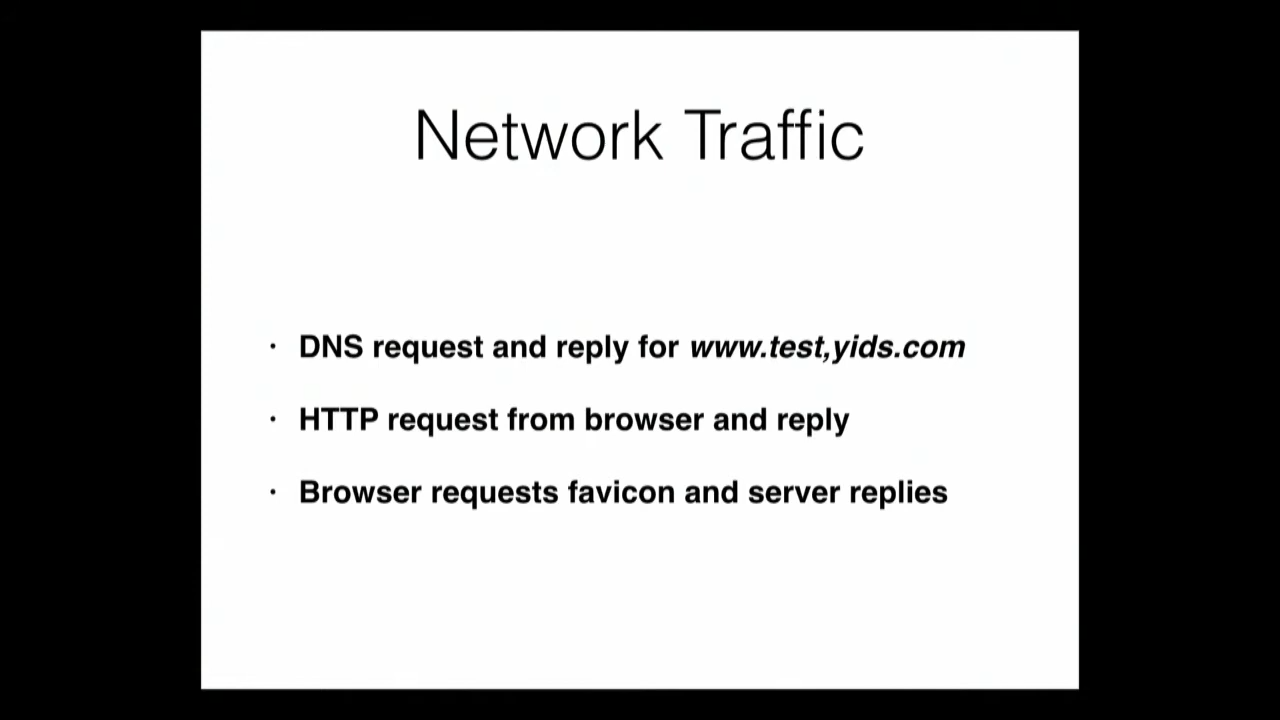 Network Traffic
· DNS request and reply for www.test,yids.com
· HTTP request from browser and reply
· Browser requests favicon and server replies